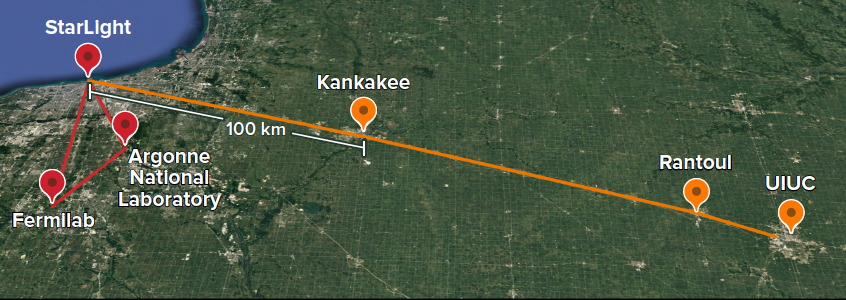 StarLight
Kankakee
100 km
Argonne
National
Laboratory
Rantoul
UIUC
Fermilab